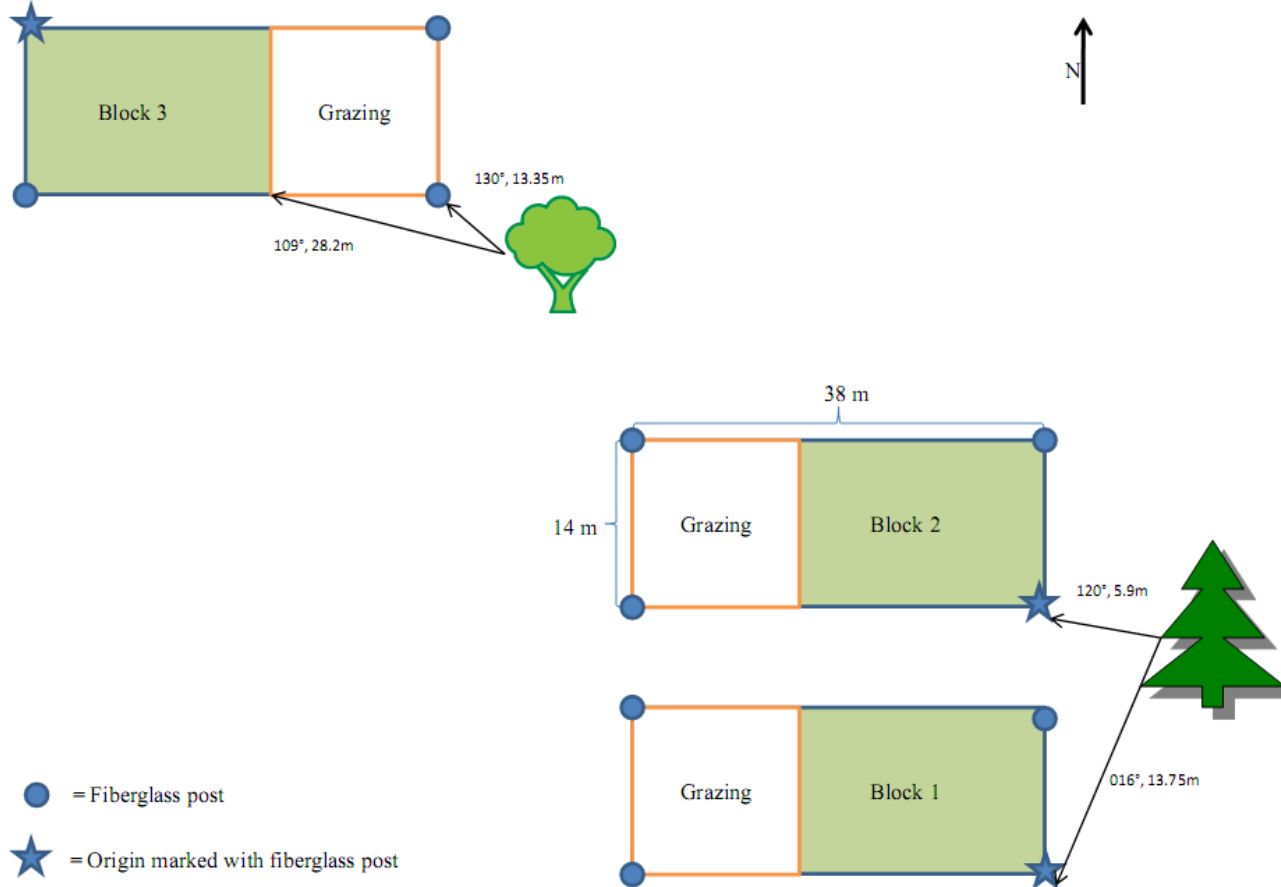 N
Block 3
Grazing
130°, 13.35m
109°, 28.2m
38 m
14 m
Grazing
Block 2
120°, 5.9m
Grazing
Block 1
016°, 13.75m
= Fiberglass post
= Origin marked with fiberglass post